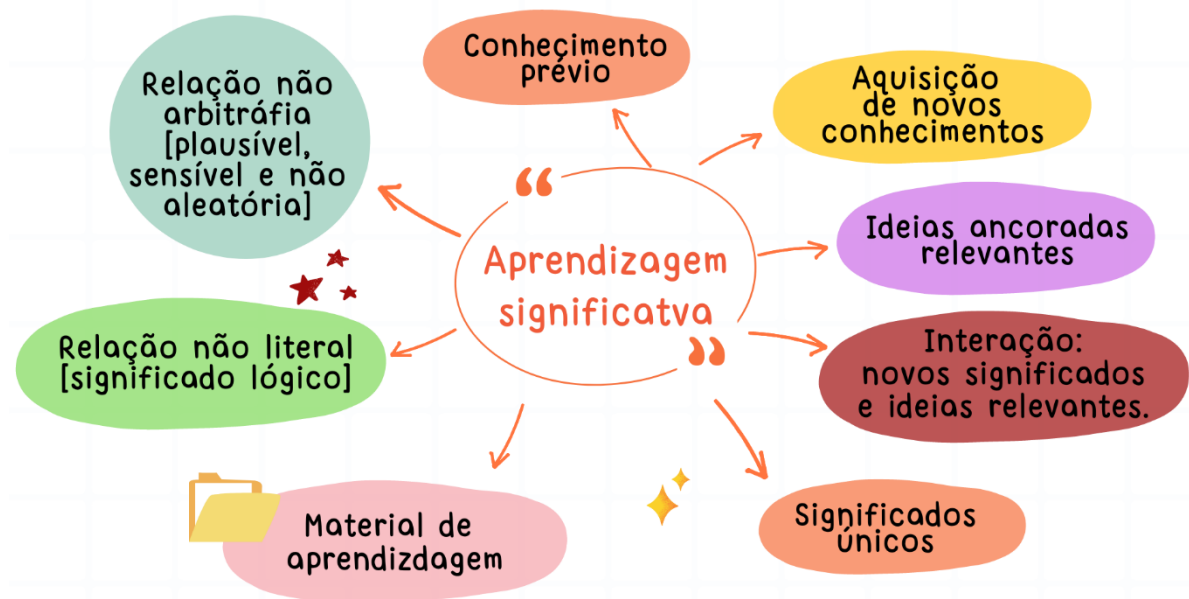 Conhecimento
prévio
Relação não
arbitráfia
[plausível,
sensível e não
aleatória]
Aquisição
de novos
conhecimentos
Ideias ancoradas
relevantes
“
Aprendizagem
significatva
”
Relação não literal
[significado lógico]
Interação:
novos significados
e ideias relevantes.
Material de
aprendizdagem
Significados
únicos